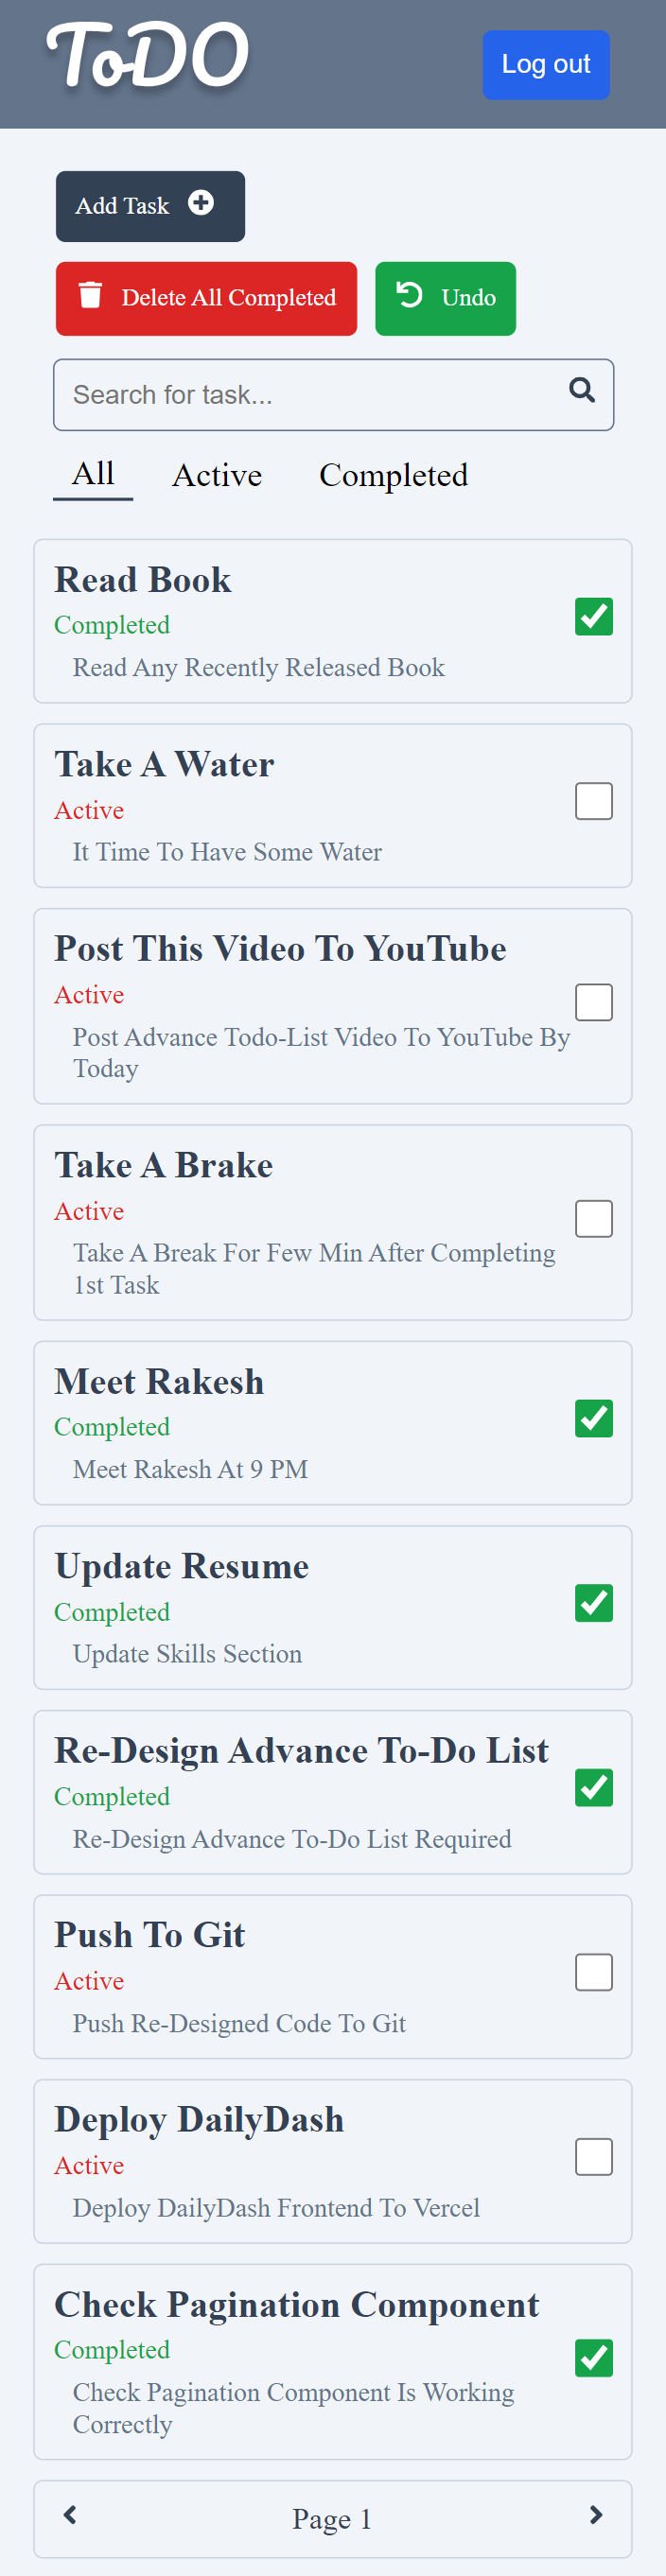 ToDO
Log out
Add Task
Delete All Completed
Undo
Search for task...
All Active Completed
Read Book
Completed
Read Any Recently Released Book
Take A Water
Active
It Time To Have Some Water
Post This Video To YouTube
Active
Post Advance Todo-List Video To YouTube By
Today
Take A Brake
Active
Take A Break For Few Min After Completing
1st Task
Meet Rakesh
Completed
Meet Rakesh At 9 PM
Update Resume
Completed
Update Skills Section
Re-Design Advance To-Do List
Completed
Re-Design Advance To-Do List Required
Push To Git
Active
Push Re-Designed Code To Git
Deploy DailyDash
Active
Deploy DailyDash Frontend To Vercel
Check Pagination Component
Completed
Check Pagination Component Is Working
Correctly
Page 1